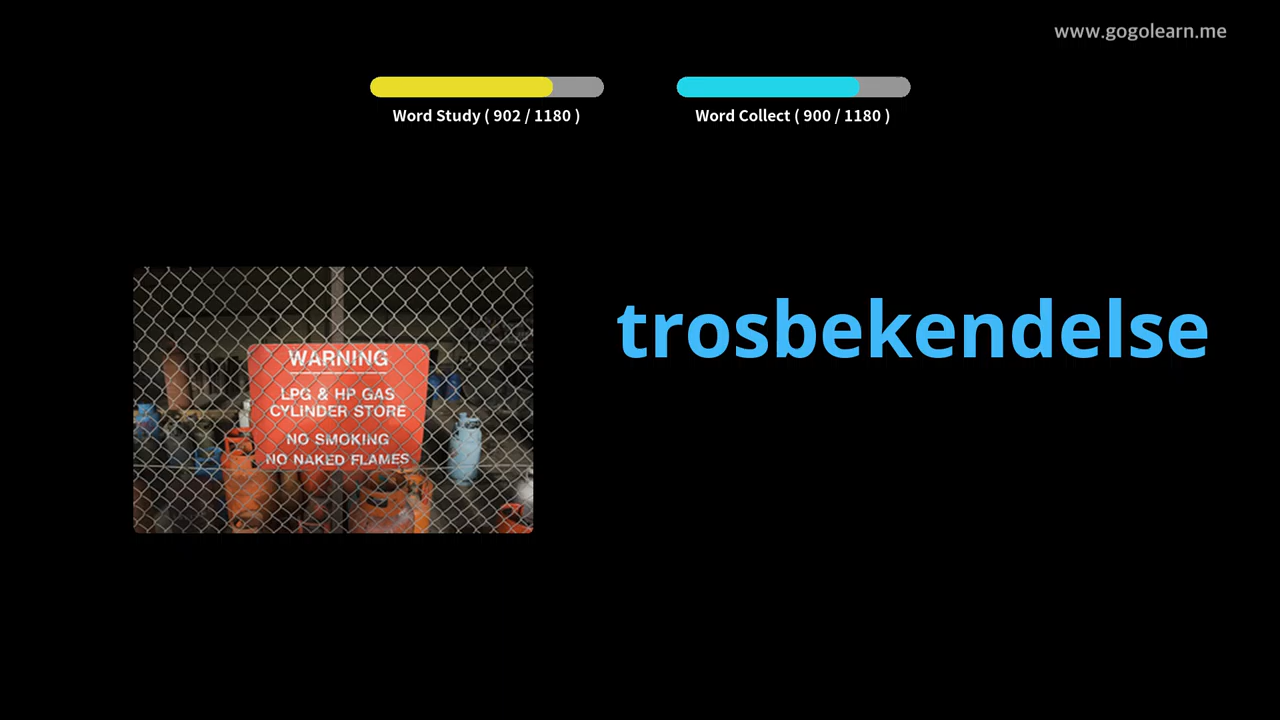 www.gogolearn.me
Word Study ( 902 / 1180 )
Word Collect ( 900 / 1180 )
trosbekendelse
WARNING
LPG & HP GAS
CYLINDER STORE
NO SMOKING
NO NAKED FLAMES